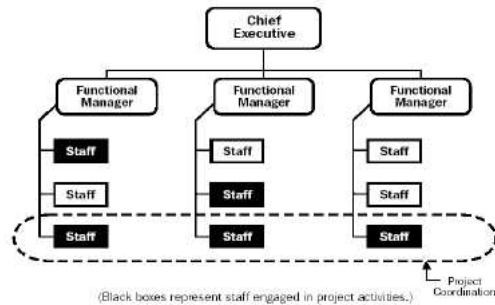 Chief
Executive
Functional
Manager
Functional
Manager
Functional
Manager
Staff
Staff
Staff
Staff
Staff
Staff
Staff
Staff
Staff
Project
Coordination
(Black boxes represent staff engaged in project activities.)